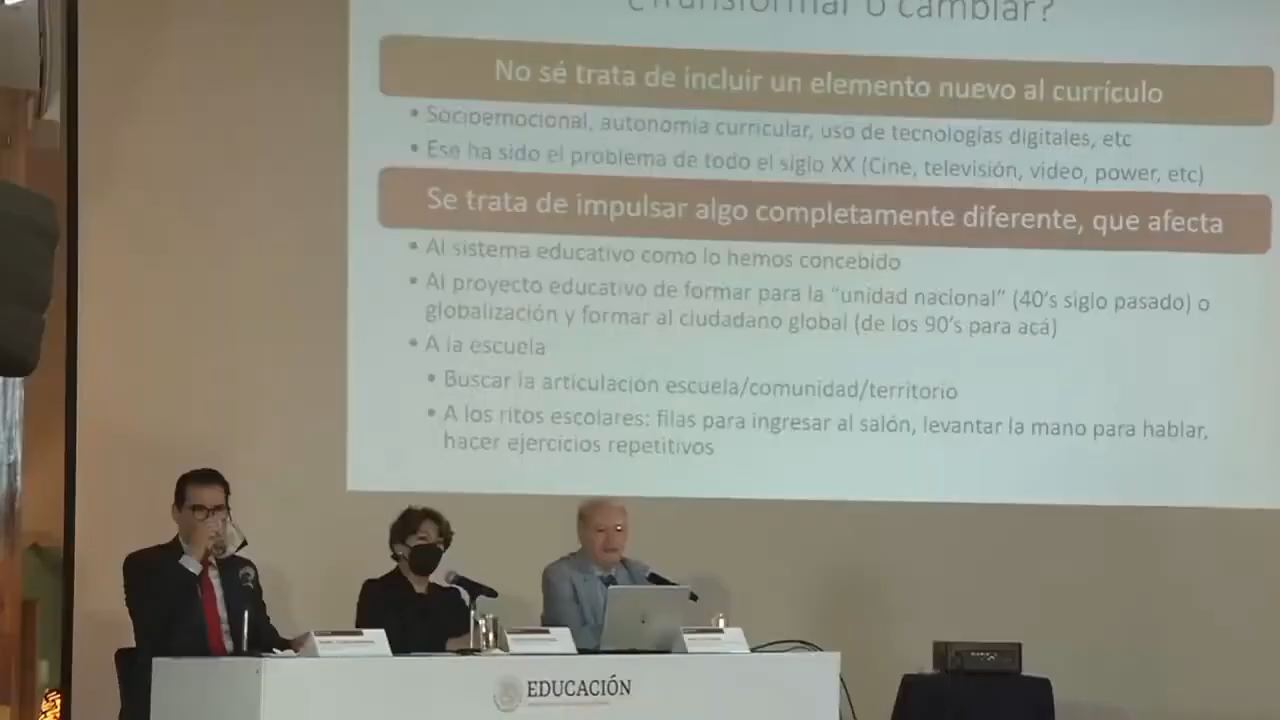 ¿Transformar o cambiar?
No sé trata de incluir un elemento nuevo al currículo
• Socioemocional, autonomía curricular, uso de tecnologías digitales, etc
• Ese ha sido el problema de todo el siglo XX (Cine, televisión, video, power, etc)
Se trata de impulsar algo completamente diferente, que afecta
• Al sistema educativo como lo hemos concebido
• Al proyecto educativo de formar para la "unidad nacional" (40's siglo pasado) o
globalización y formar al ciudadano global (de los 90's para acá)
• A la escuela
• Buscar la articulación escuela/comunidad/territorio
• A los ritos escolares: filas para ingresar al salón, levantar la mano para hablar,
hacer ejercicios repetitivos
EDUCACIÓN